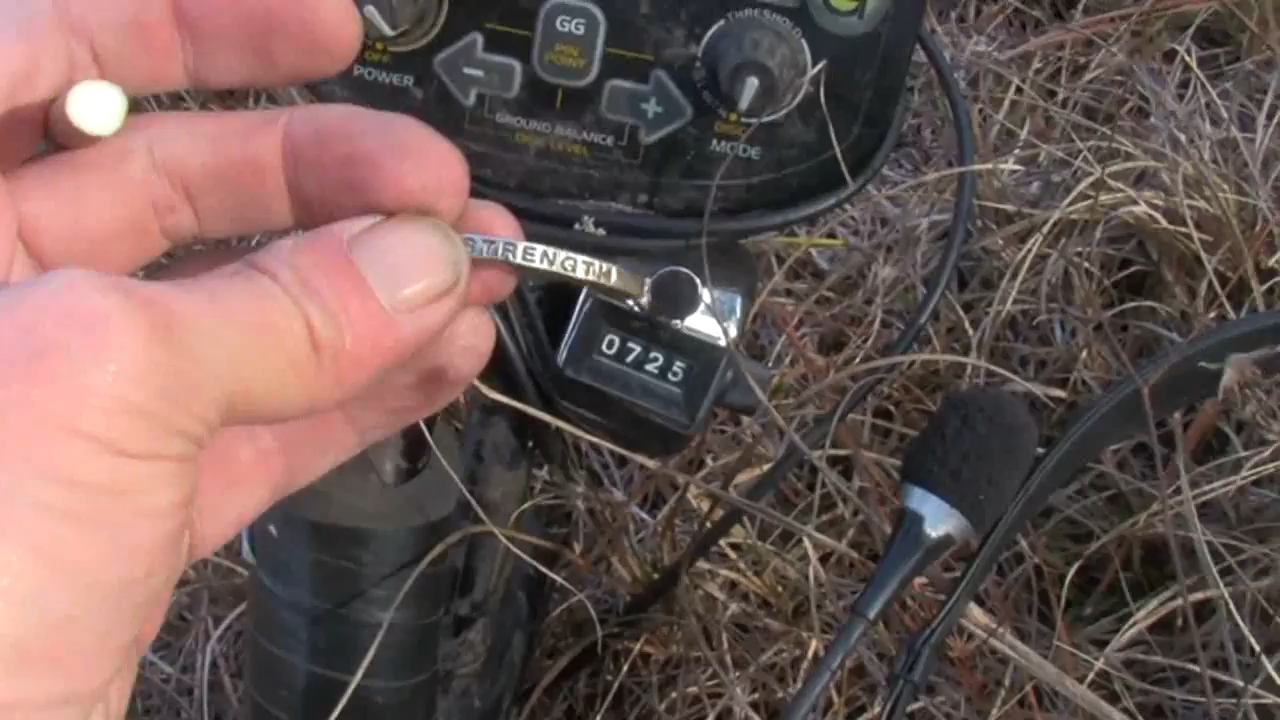 THRESHOLD
GG
PIN
POINT
OFF
POWER
-
+
GROUND BALANCE
DISC LEVEL
DISC
MODE
STRENGTH
0725